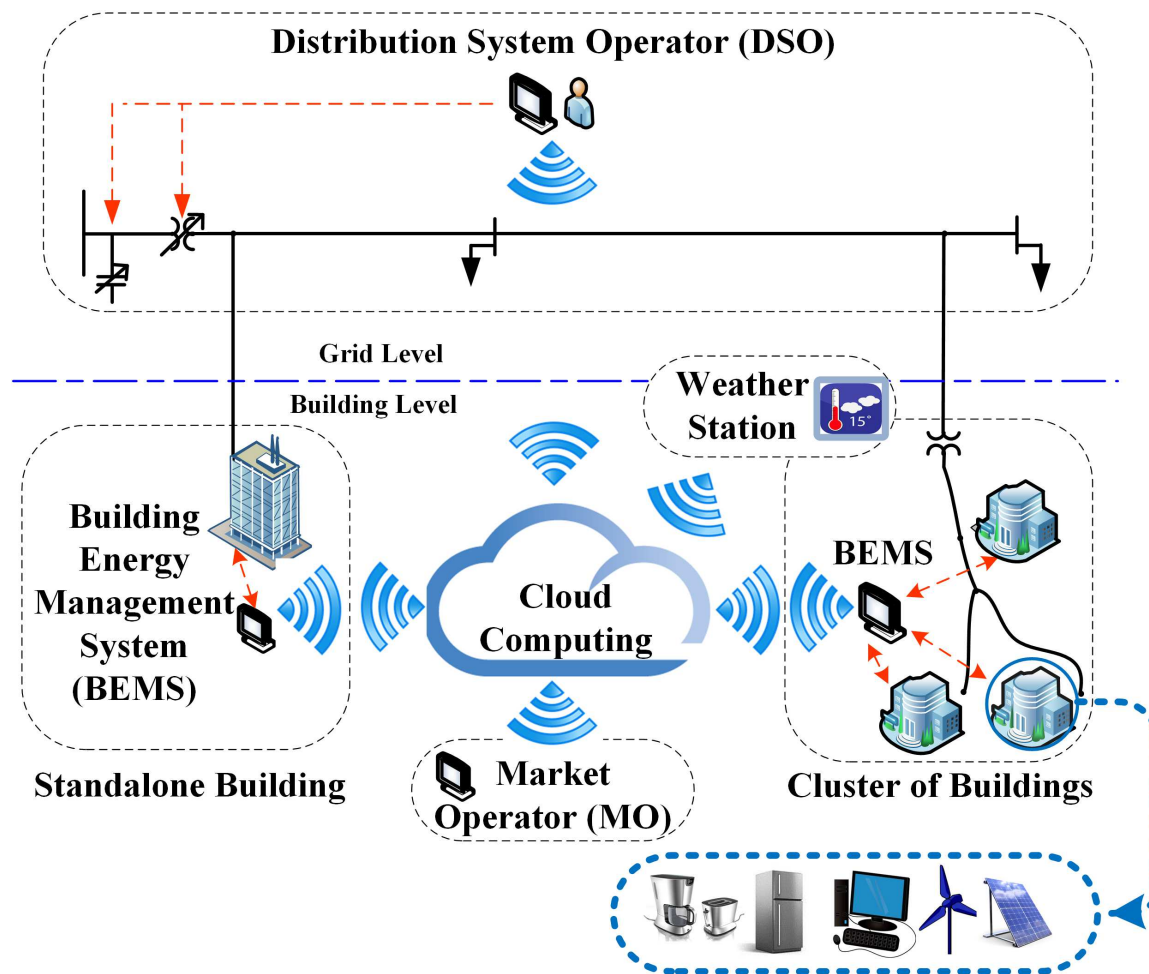 Distribution System Operator (DSO)
Grid Level
Building Level
Weather
Station
15°
Building
Energy
Management
System
(BEMS)
Cloud
Computing
BEMS
Standalone Building
Market
Operator (MO)
Cluster of Buildings